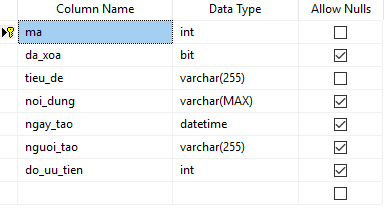 Column Name Data Type Allow Nulls
ma int
da_xoa bit
tieu_de varchar(255)
noi_dung varchar(MAX)
ngay_tao datetime
nguoi_tao varchar(255)
do_uu_tien int